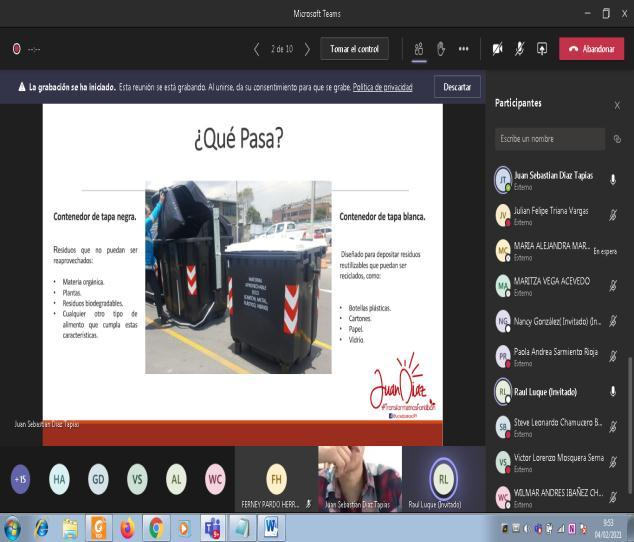 Microsoft Teams
--:--
2 de 10
Tomar el control
Abandonar
La grabación se ha iniciado. Esta reunión se está grabando. Al unirse, da su consentimiento para que se grabe. Política de privacidad
Descartar
¿Qué Pasa?
Contenedor de tapa negra.
Residuos que no puedan ser
reaprovechados:
• Materia orgánica.
• Plantas.
• Residuos biodegradables.
• Cualquier otro tipo de
alimento que cumpla estas
características.
Contenedor de tapa blanca.
Diseñado para depositar residuos
reutilizables que puedan ser
reciclados, como:
• Botellas plásticas.
• Cartones.
• Papel.
• Vidrio.
Juan Díaz
Juan Sebastian Diaz Tapias
+15
HA
GD
VS
AL
WC
FH
FERNEY PARDO HERR...
Juan Sebastian Diaz Tapias
RL
Raul Luque (Invitado)
Participantes
Escribe un nombre
JT
Juan Sebastian Diaz Tapias
Externo
JV
Julian Felipe Triana Vargas
Externo
MC
MARIA ALEJANDRA MAR...
Externo
En espera
MA
MARITZA VEGA ACEVEDO
Externo
NG
Nancy González(Invitado) (In...
PR
Paola Andrea Sarmiento Rioja
Externo
RL
Raul Luque (Invitado)
SB
Steve Leonardo Chamucero B...
Externo
VS
Victor Lorenzo Mosquera Serna
Externo
WC
WILMAR ANDRES IBAÑEZ CH...
Externo
9:53
04/02/2021